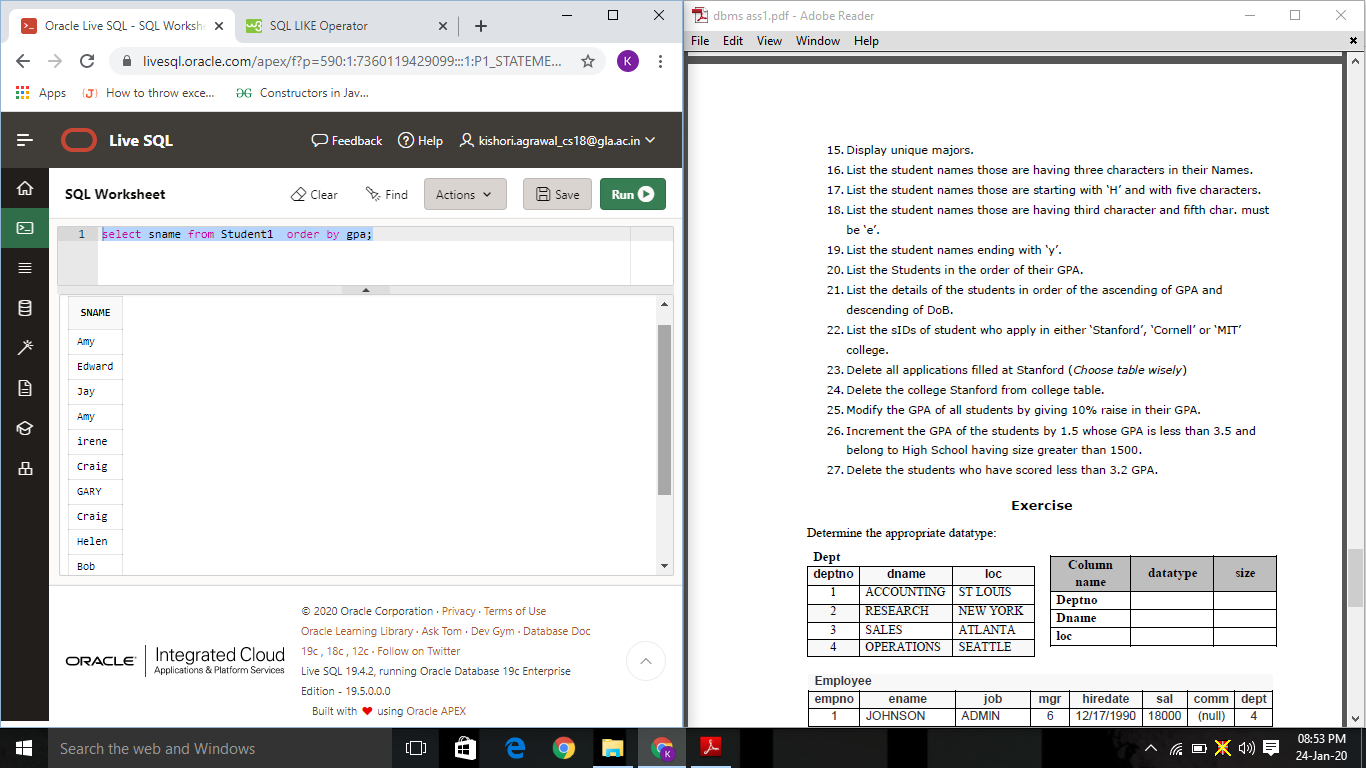 Oracle Live SQL - SQL Workshe
SQL LIKE Operator
livesql.oracle.com/apex/f?p=590:1:7360119429099:::1:P1_STATEME...
K
Apps
How to throw exce...
Constructors in Jav...
Live SQL
Feedback
Help
kishori.agrawal_cs18@gla.ac.in
SQL Worksheet
Clear
Find
Actions
Save
Run
1 select sname from Student1 order by gpa;
SNAME
Amy
Edward
Jay
Amy
irene
Craig
GARY
Craig
Helen
Bob
ORACLE
Integrated Cloud
Applications & Platform Services
© 2020 Oracle Corporation · Privacy · Terms of Use
Oracle Learning Library · Ask Tom · Dev Gym · Database Doc
19c , 18c , 12c · Follow on Twitter
Live SQL 19.4.2, running Oracle Database 19c Enterprise
Edition - 19.5.0.0.0
Built with ❤ using Oracle APEX
dbms ass1.pdf - Adobe Reader
File Edit View Window Help
15. Display unique majors.
16. List the student names those are having three characters in their Names.
17. List the student names those are starting with ‘H’ and with five characters.
18. List the student names those are having third character and fifth char. must
be ‘e’.
19. List the student names ending with ‘y’.
20. List the Students in the order of their GPA.
21. List the details of the students in order of the ascending of GPA and
descending of DoB.
22. List the sIDs of student who apply in either ‘Stanford’, ‘Cornell’ or ‘MIT’
college.
23. Delete all applications filled at Stanford (Choose table wisely)
24. Delete the college Stanford from college table.
25. Modify the GPA of all students by giving 10% raise in their GPA.
26. Increment the GPA of the students by 1.5 whose GPA is less than 3.5 and
belong to High School having size greater than 1500.
27. Delete the students who have scored less than 3.2 GPA.
Exercise
Determine the appropriate datatype:
Dept
deptno dname loc
1 ACCOUNTING ST LOUIS
2 RESEARCH NEW YORK
3 SALES ATLANTA
4 OPERATIONS SEATTLE
Column
name datatype size
Deptno
Dname
loc
Employee
empno ename job mgr hiredate sal comm dept
1 JOHNSON ADMIN 6 12/17/1990 18000 (null) 4
Search the web and Windows
K
08:53 PM
24-Jan-20